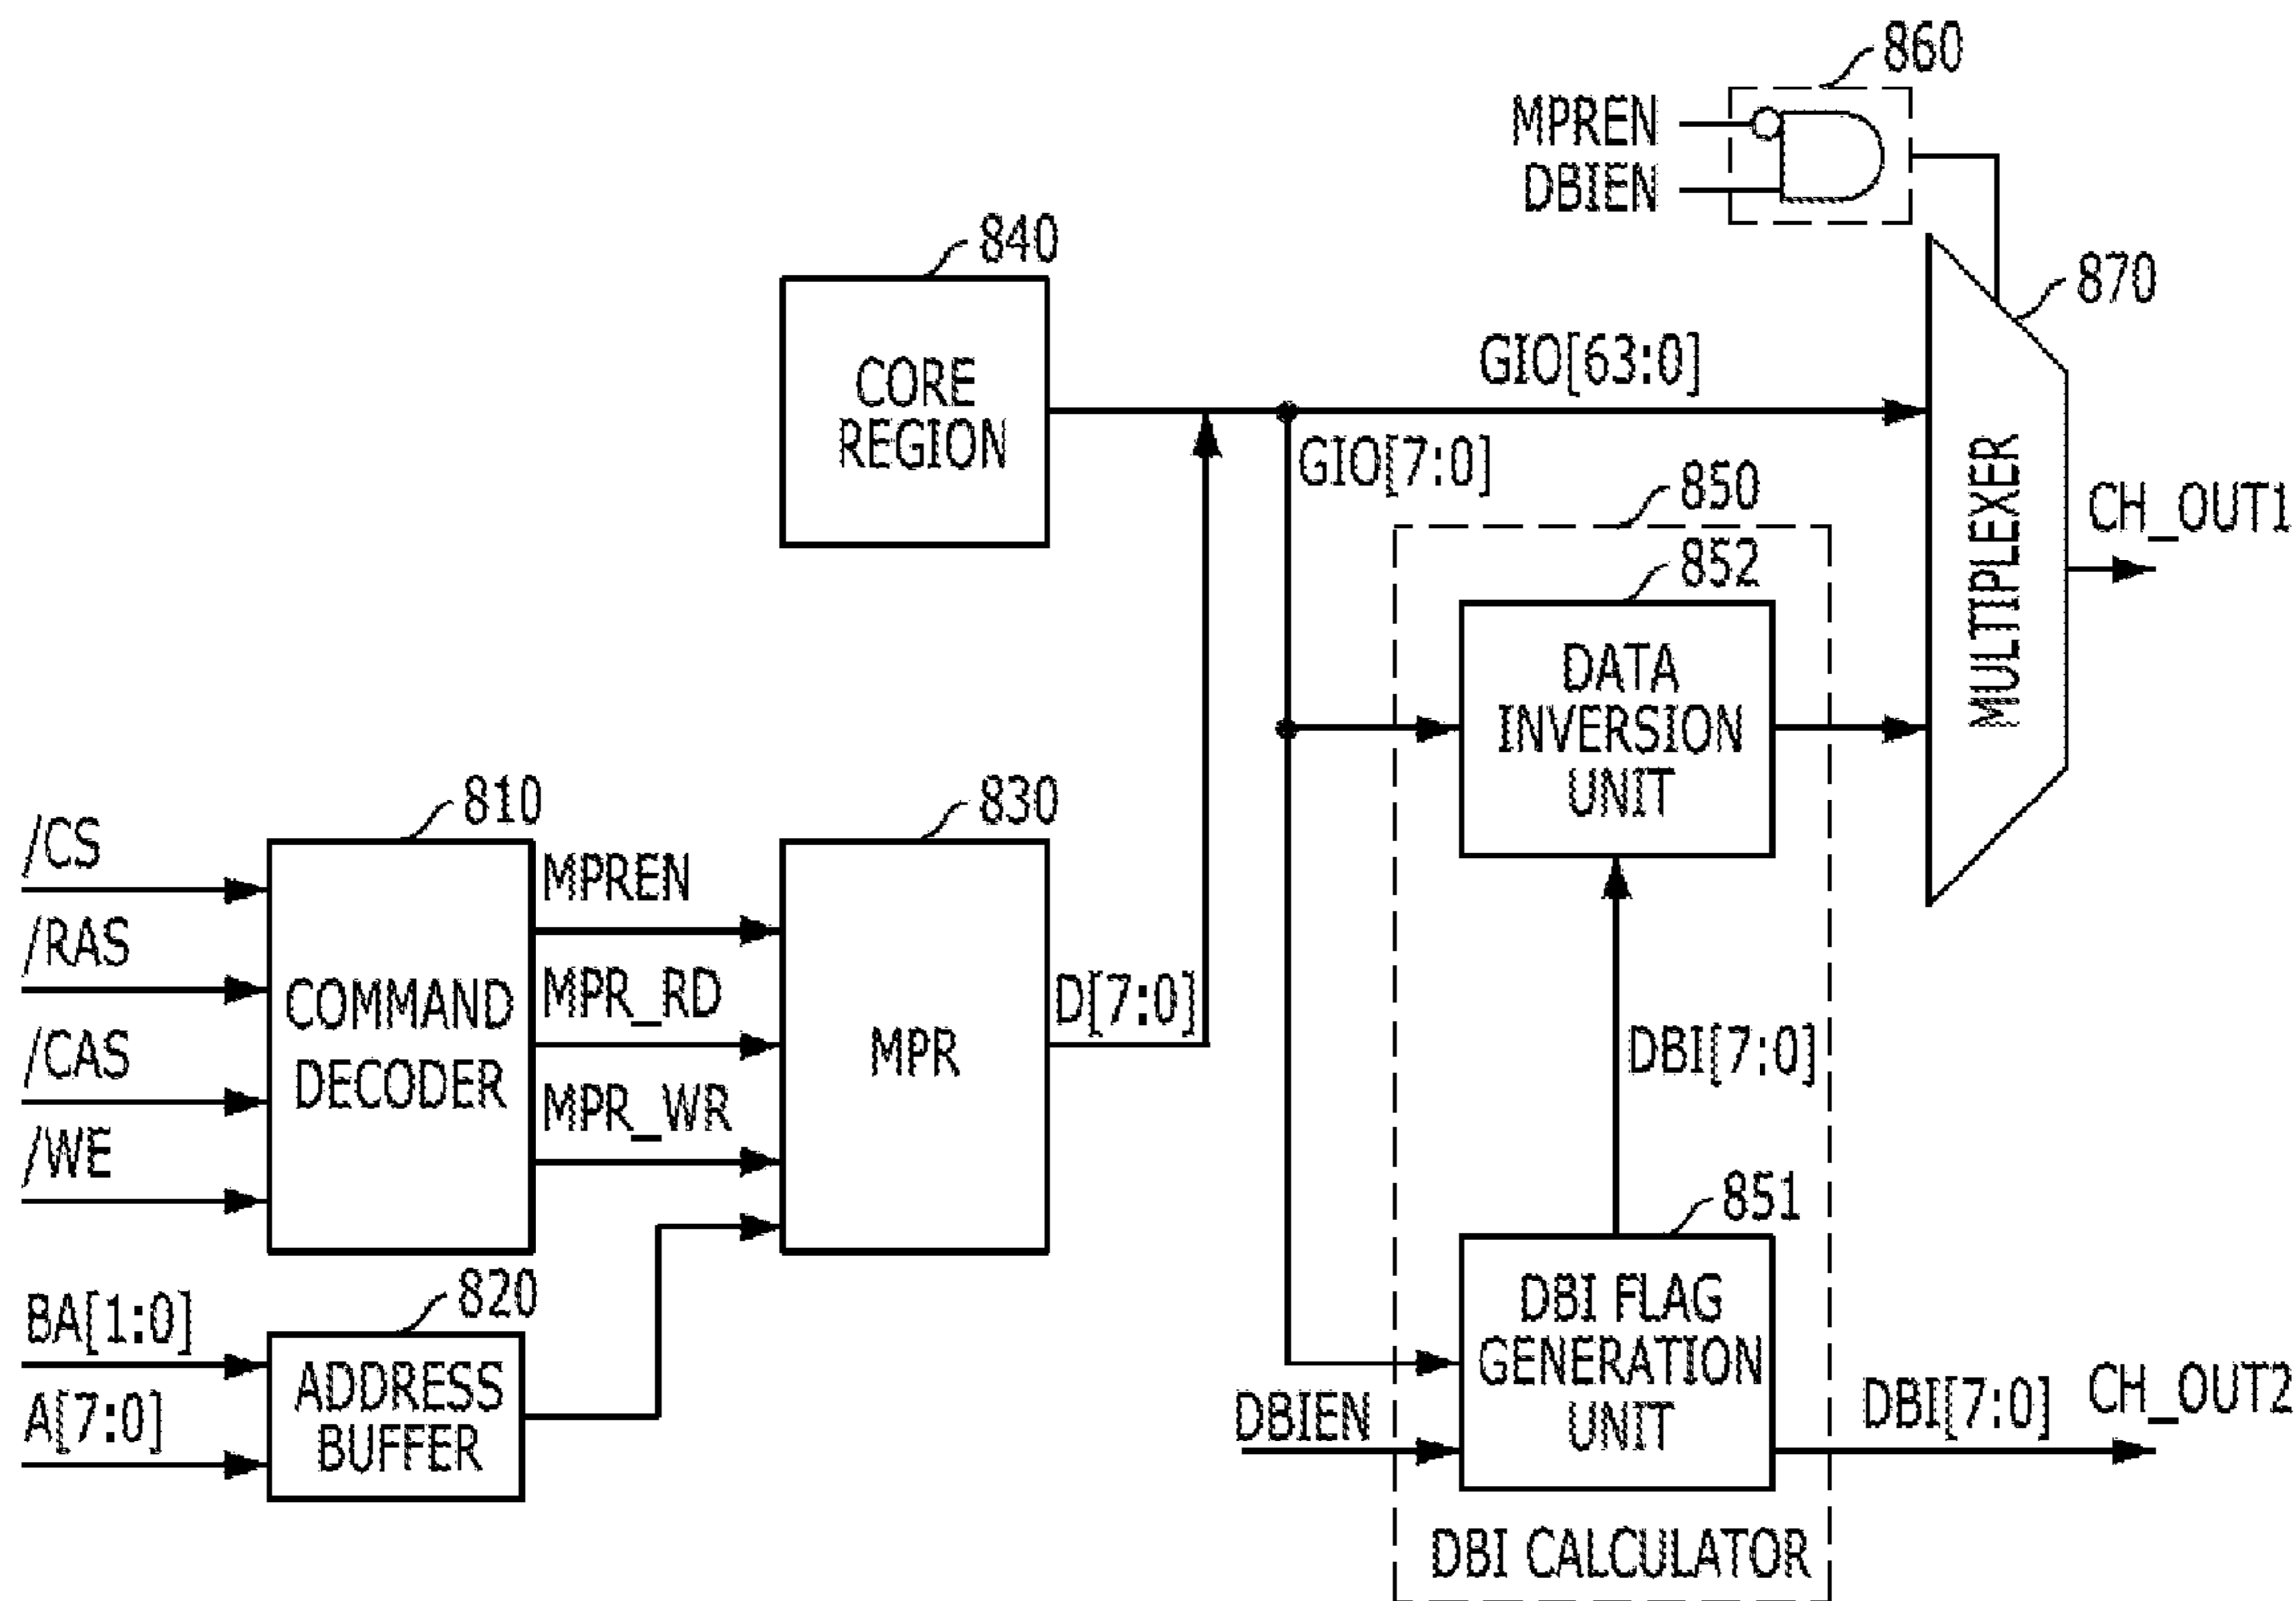 860
MPREN
DBIEN
840
870
CORE
REGION
GIO[63:0]
GIO[7:0]
850
852
MULTIPLEXER
CH_OUT1
DATA
INVERSION
UNIT
810
830
/CS
/RAS
/CAS
/WE
COMMAND
DECODER
MPREN
MPR_RD
MPR_WR
MPR
D[7:0]
DBI[7:0]
851
820
BA[1:0]
A[7:0]
ADDRESS
BUFFER
DBI FLAG
GENERATION
UNIT
DBIEN
DBI[7:0]
CH_OUT2
DBI CALCULATOR